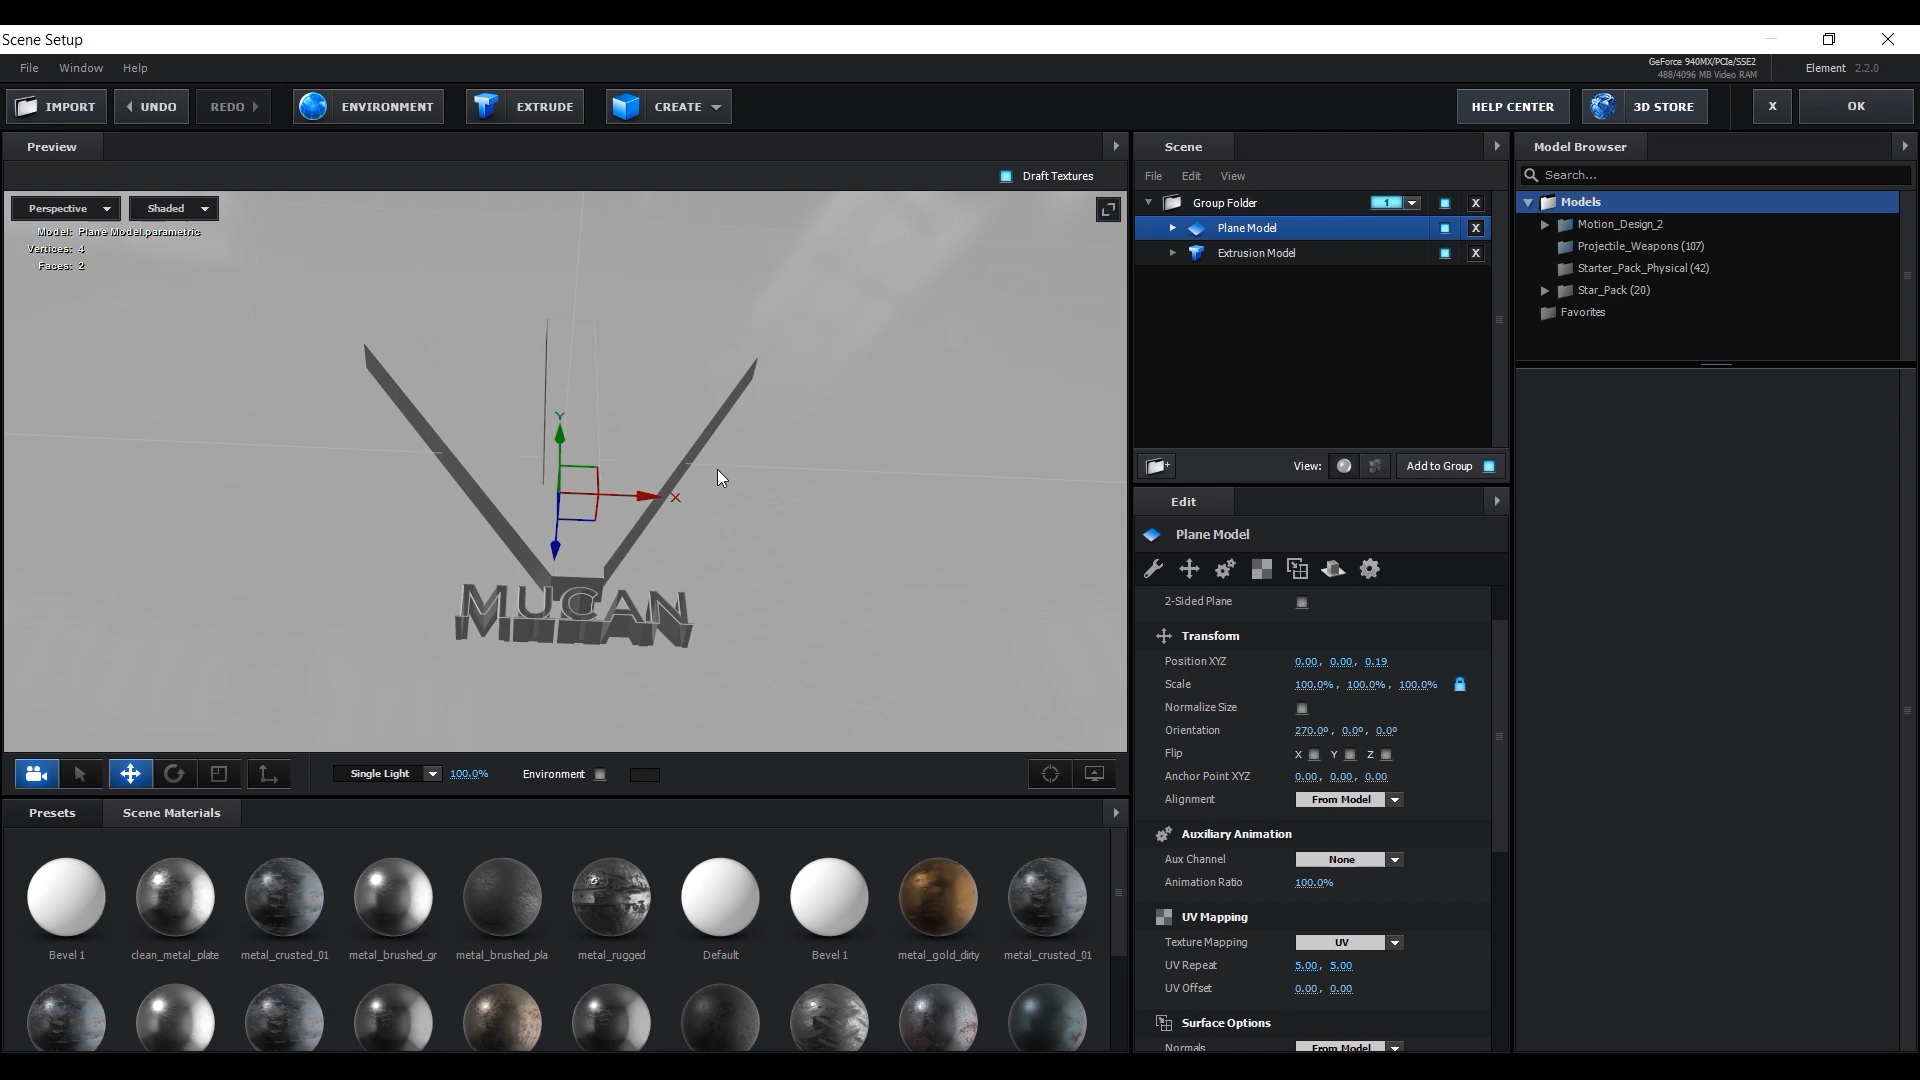 Scene Setup
File Window Help
GeForce 940MX/PCIe/SSE2
488/4096 MB Video RAM
Element 2.2.0
IMPORT UNDO REDO ENVIRONMENT EXTRUDE CREATE HELP CENTER 3D STORE X OK
Preview
Draft Textures
Perspective Shaded
Model: Plane Model.parametric
Vertices: 4
Faces: 2
Y
X
MUCAN
Single Light 100.0% Environment
Presets Scene Materials
Bevel 1 clean_metal_plate metal_crusted_01 metal_brushed_gr metal_brushed_pla metal_rugged Default Bevel 1 metal_gold_dirty metal_crusted_01
Scene
File Edit View
Group Folder 1 X
Plane Model X
Extrusion Model X
View: Add to Group
Edit
Plane Model
2-Sided Plane
Transform
Position XYZ 0.00, 0.00, 0.19
Scale 100.0%, 100.0%, 100.0%
Normalize Size
Orientation 270.0º, 0.0º, 0.0º
Flip X Y Z
Anchor Point XYZ 0.00, 0.00, 0.00
Alignment From Model
Auxiliary Animation
Aux Channel None
Animation Ratio 100.0%
UV Mapping
Texture Mapping UV
UV Repeat 5.00, 5.00
UV Offset 0.00, 0.00
Surface Options
Normals From Model
Model Browser
Search...
Models
Motion_Design_2
Projectile_Weapons (107)
Starter_Pack_Physical (42)
Star_Pack (20)
Favorites